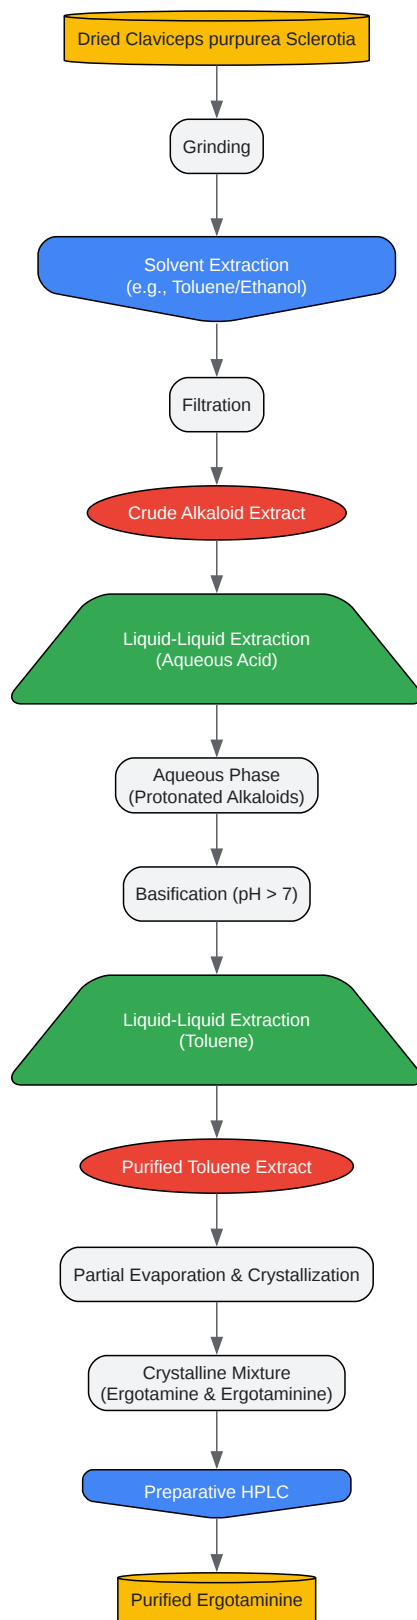 Dried Claviceps purpurea Sclerotia
Grinding
Solvent Extraction
(e.g., Toluene/Ethanol)
Filtration
Crude Alkaloid Extract
Liquid-Liquid Extraction
(Aqueous Acid)
Aqueous Phase
(Protonated Alkaloids)
Basification (pH > 7)
Liquid-Liquid Extraction
(Toluene)
Purified Toluene Extract
Partial Evaporation & Crystallization
Crystalline Mixture
(Ergotamine & Ergotaminine)
Preparative HPLC
Purified Ergotaminine